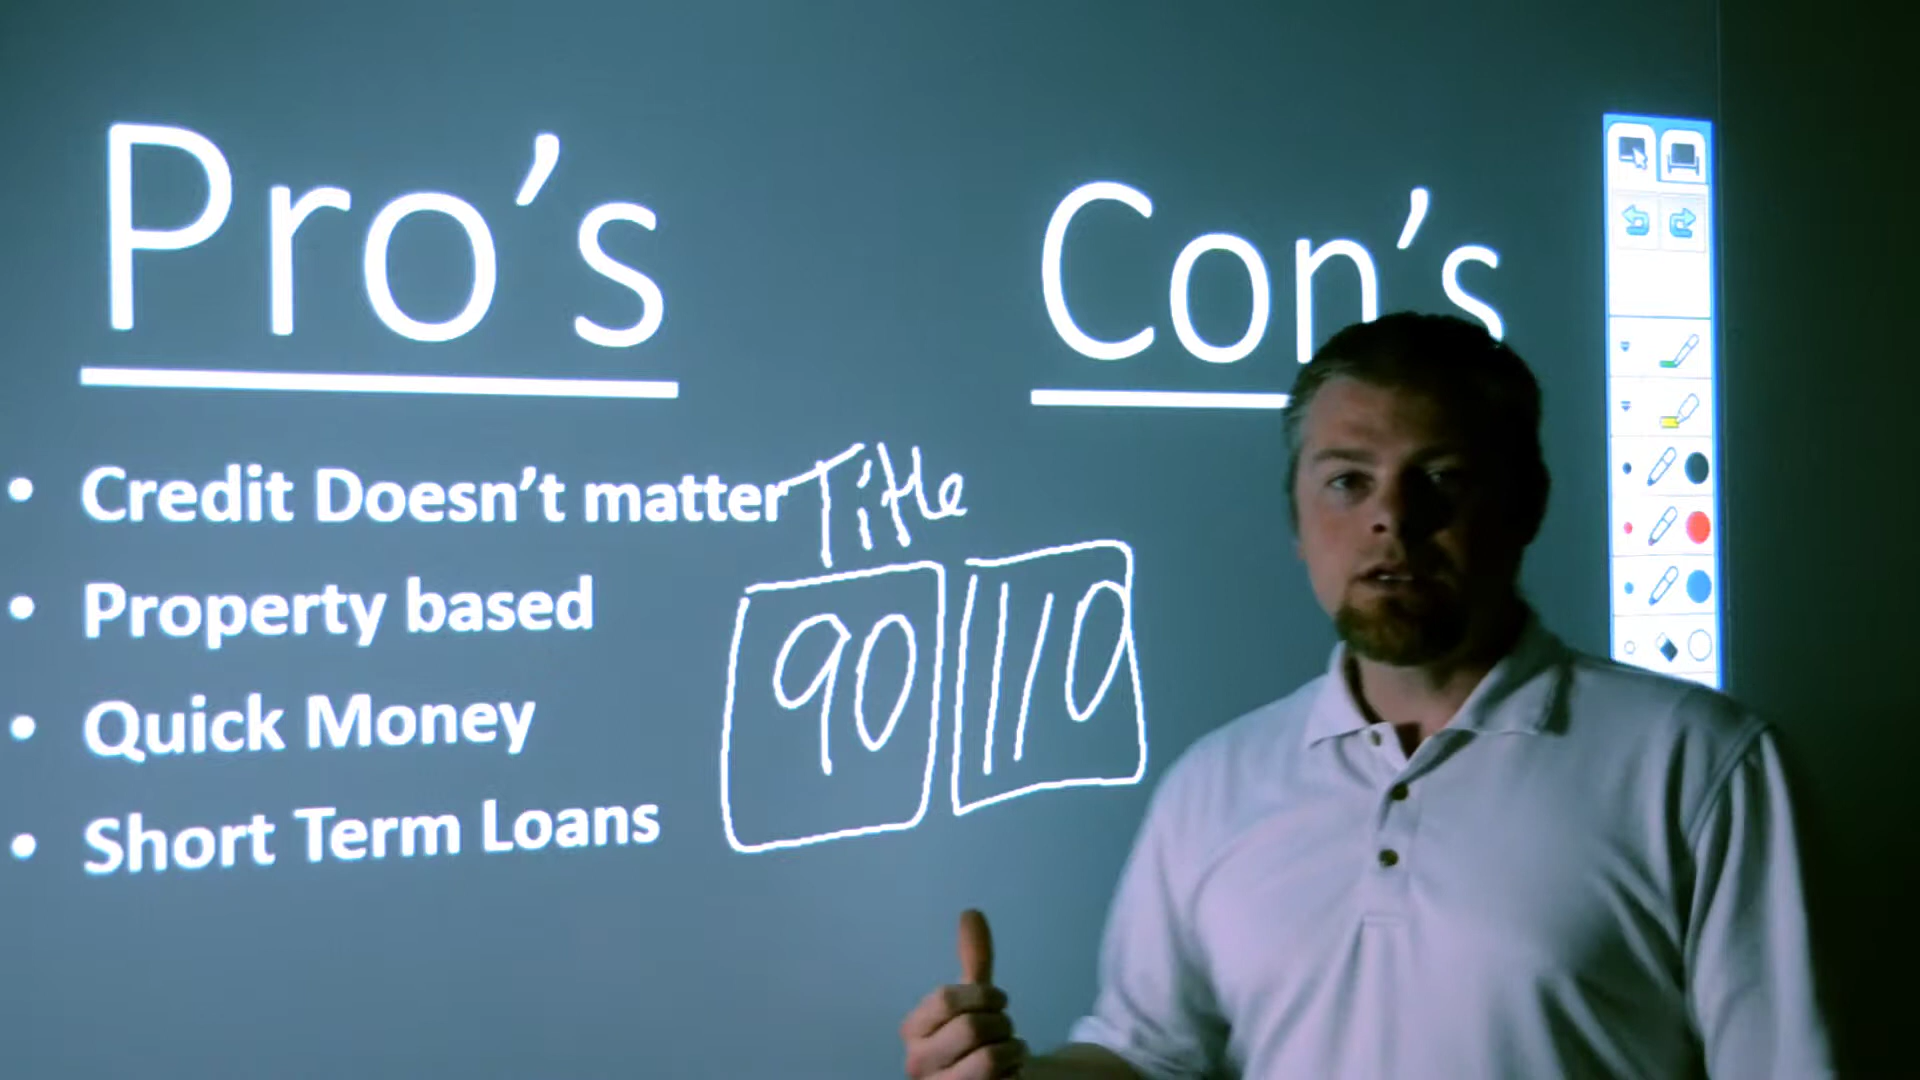 Pro's
Con's
Credit Doesn't matter
Title
Property based
90
110
Quick Money
Short Term Loans